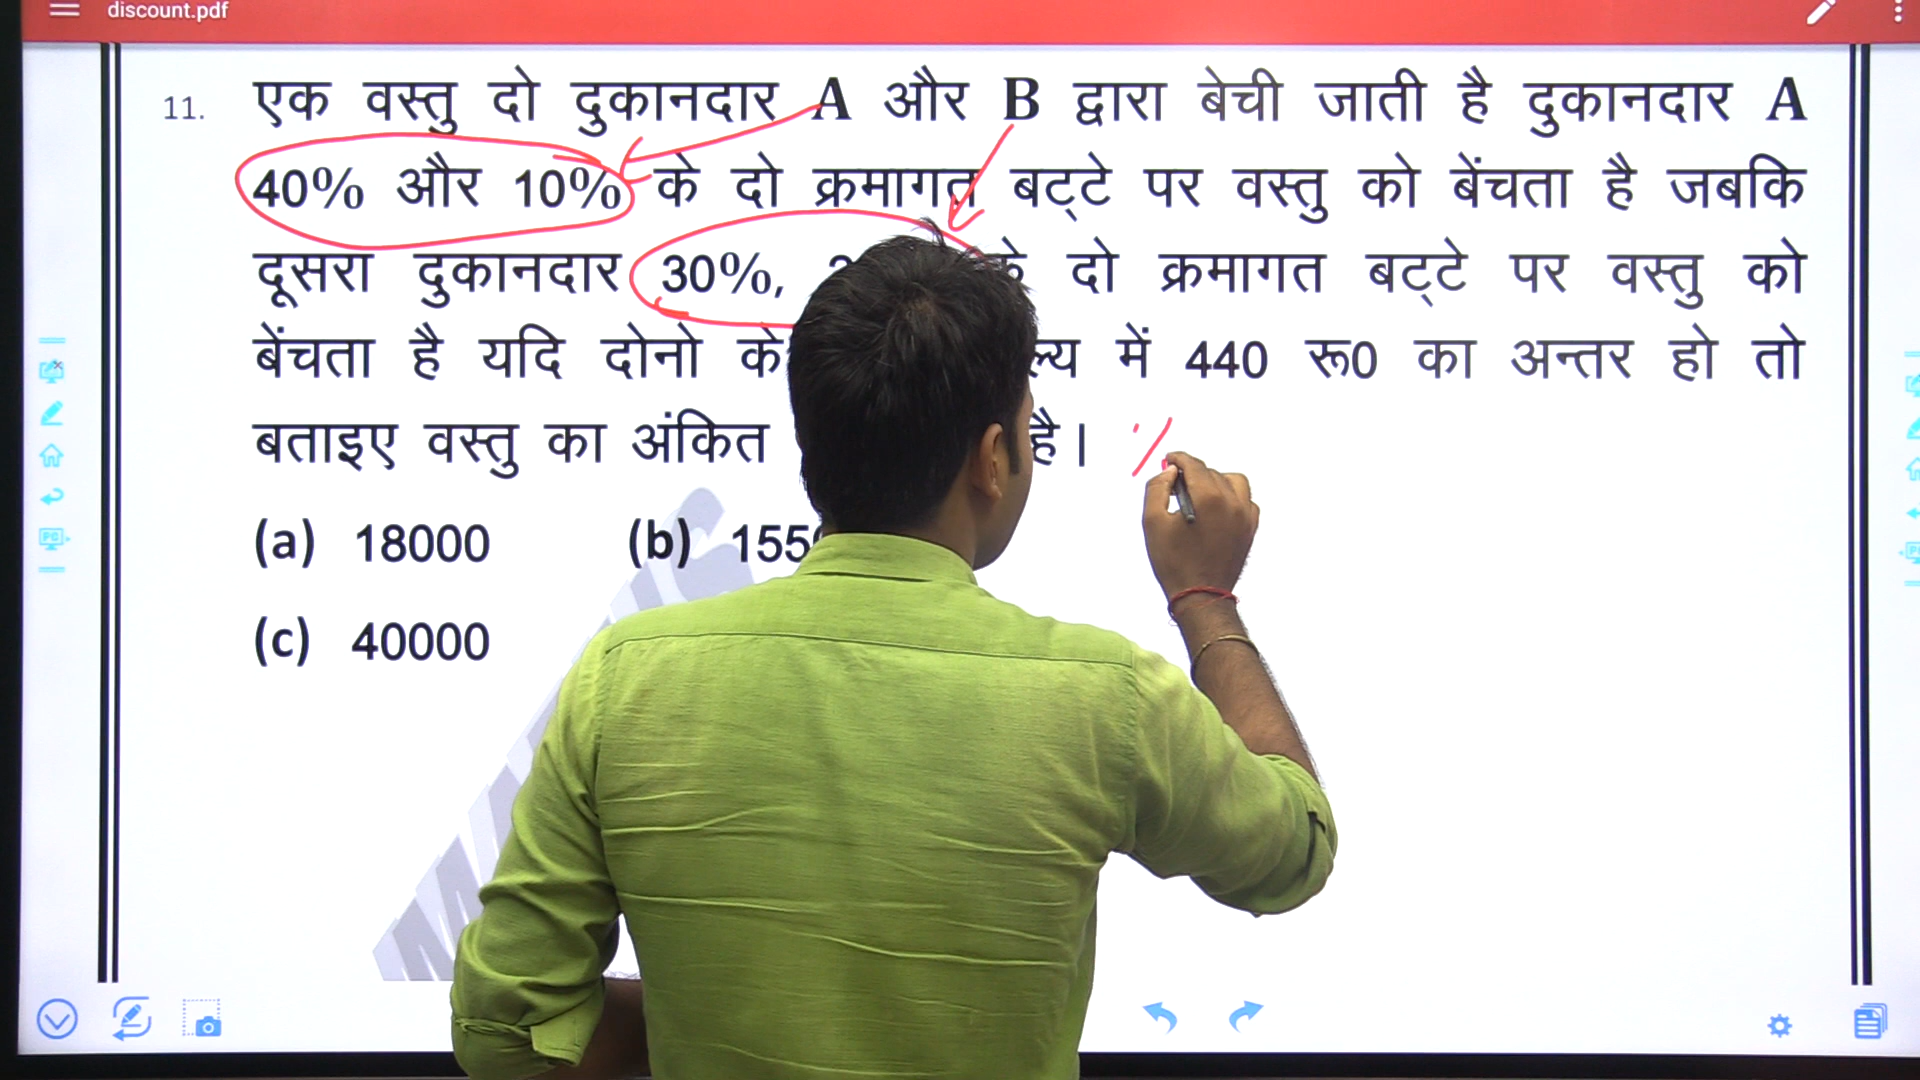 discount.pdf
11. एक वस्तु दो दुकानदार A और B द्वारा बेची जाती है दुकानदार A
40% और 10% के दो क्रमागत बट्टे पर वस्तु को बेंचता है जबकि
दूसरा दुकानदार 30%, के दो क्रमागत बट्टे पर वस्तु को
बेंचता है यदि दोनो के में 440 रू0 का अन्तर हो तो
बताइए वस्तु का अंकित है। %
(a) 18000 (b) 155
(c) 40000